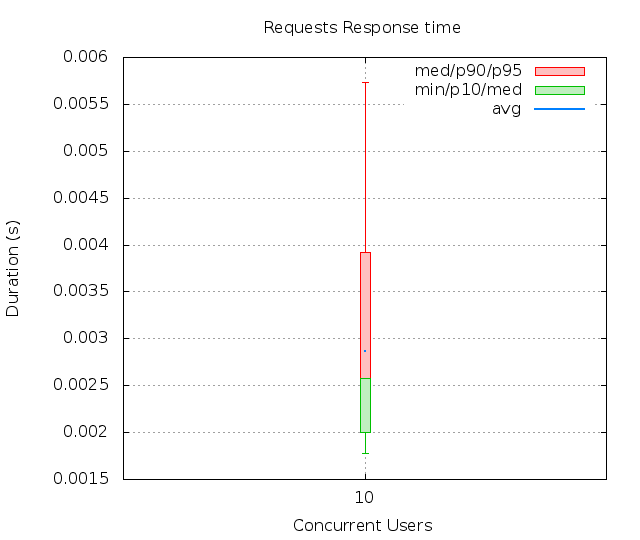 Requests Response time
med/p90/p95
min/p10/med
avg
0.006
0.0055
0.005
0.0045
0.004
0.0035
0.003
0.0025
0.002
0.0015
Duration (s)
10
Concurrent Users